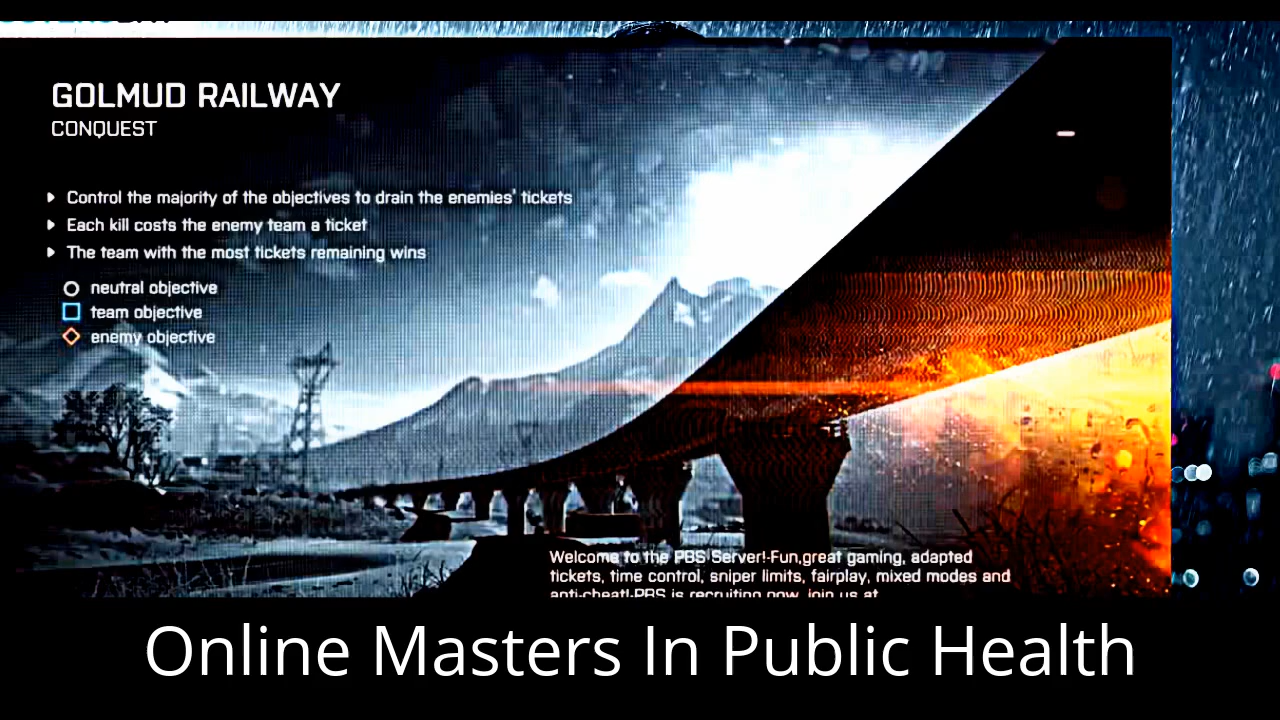 GOLMUD RAILWAY
CONQUEST
Control the majority of the objectives to drain the enemies' tickets
Each kill costs the enemy team a ticket
The team with the most tickets remaining wins
neutral objective
team objective
enemy objective
Welcome to the PBS Server!-Fun,great gaming, adapted
tickets, time control, sniper limits, fairplay, mixed modes and
anti-cheat!-PBS is recruiting now, join us at
Online Masters In Public Health